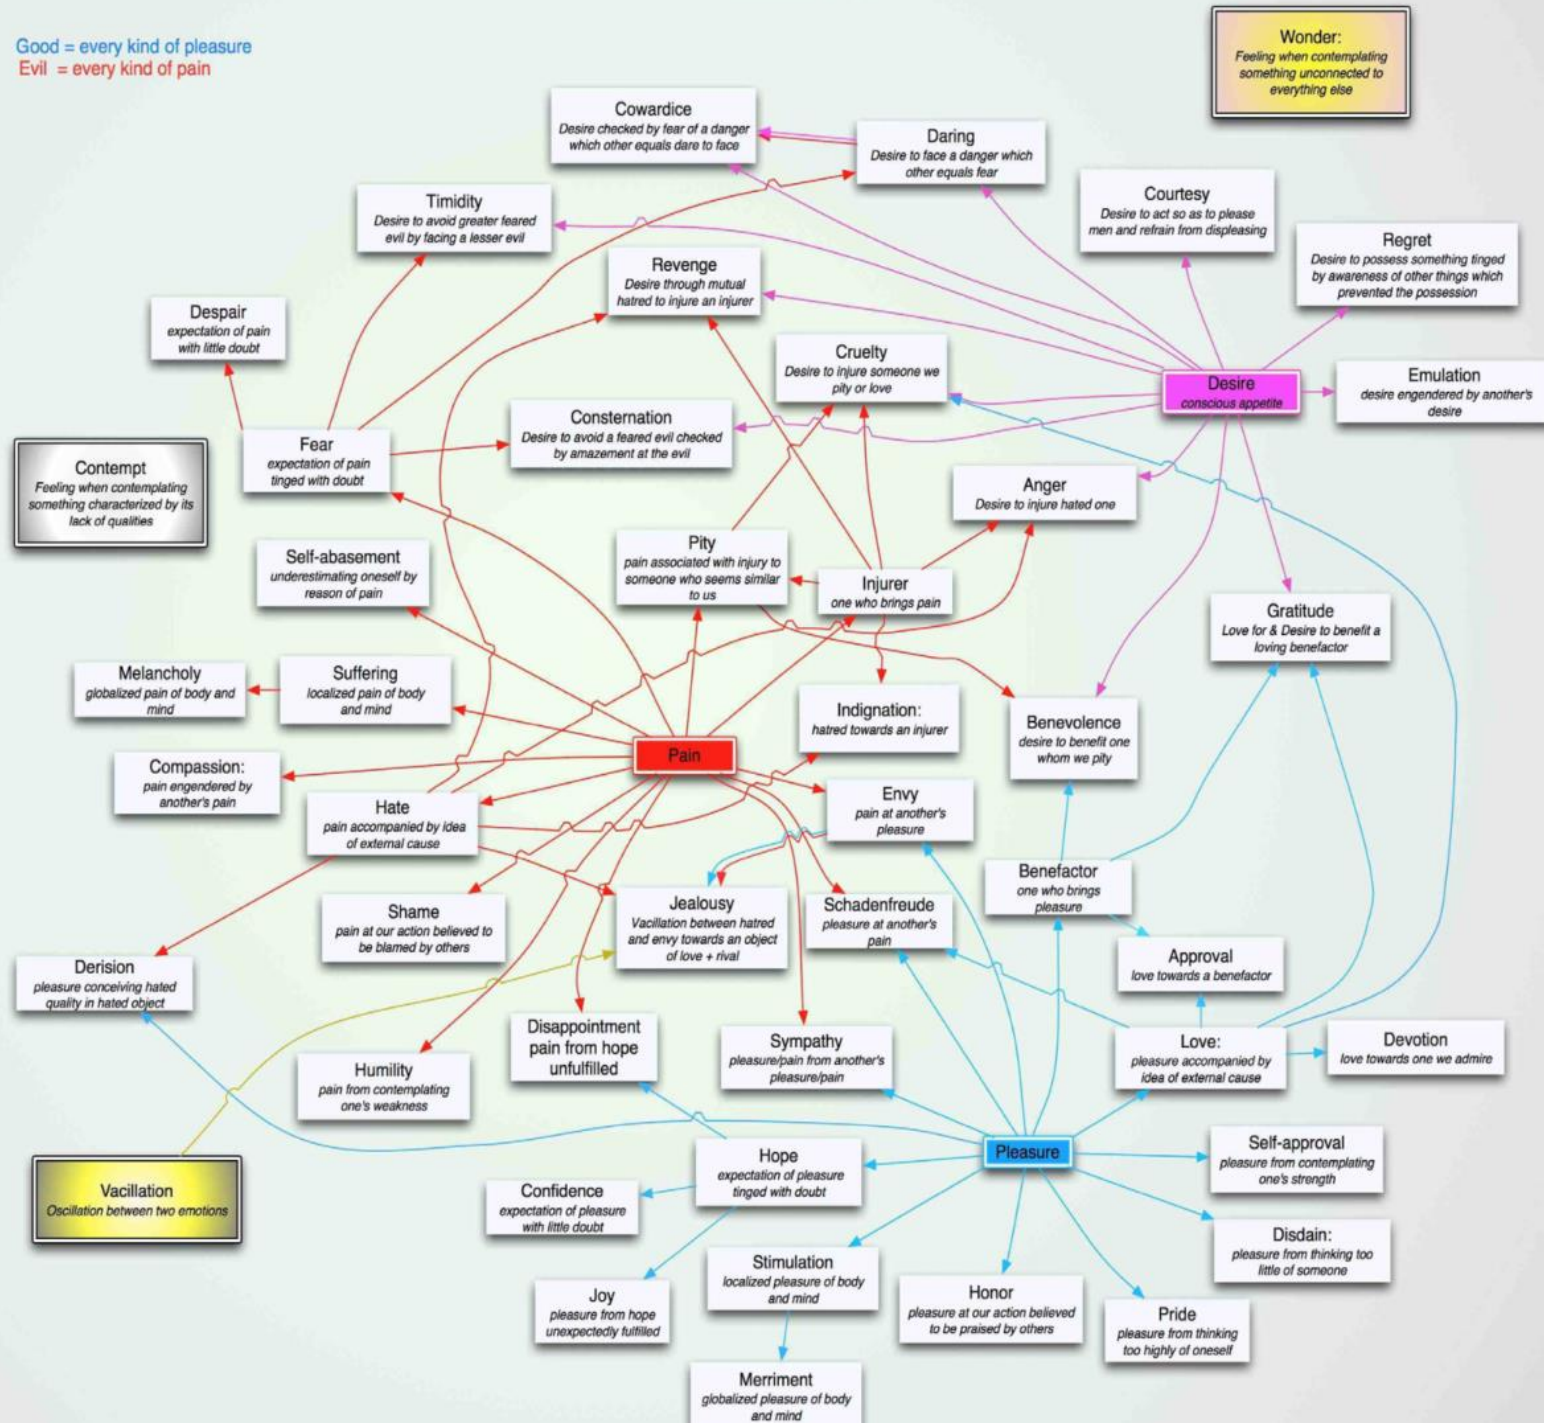 Good = every kind of pleasure
Evil = every kind of pain
Wonder:
Feeling when contemplating
something unconnected to
everything else
Cowardice
Desire checked by fear of a danger
which other equals dare to face
Daring
Desire to face a danger which
other equals fear
Courtesy
Desire to act so as to please
men and refrain from displeasing
Timidity
Desire to avoid greater feared
evil by facing a lesser evil
Regret
Desire to possess something tinged
by awareness of other things which
prevented the possession
Revenge
Desire through mutual
hatred to injure an injurer
Despair
expectation of pain
with little doubt
Cruelty
Desire to injure someone we
pity or love
Desire
conscious appetite
Emulation
desire engendered by another's
desire
Consternation
Desire to avoid a feared evil checked
by amazement at the evil
Fear
expectation of pain
tinged with doubt
Contempt
Feeling when contemplating
something characterized by its
lack of qualities
Anger
Desire to injure hated one
Self-abasement
underestimating oneself by
reason of pain
Pity
pain associated with injury to
someone who seems similar
to us
Injurer
one who brings pain
Gratitude
Love for & Desire to benefit a
loving benefactor
Melancholy
globalized pain of body and
mind
Suffering
localized pain of body
and mind
Indignation:
hatred towards an injurer
Benevolence
desire to benefit one
whom we pity
Pain
Compassion:
pain engendered by
another's pain
Hate
pain accompanied by idea
of external cause
Envy
pain at another's
pleasure
Benefactor
one who brings
pleasure
Shame
pain at our action believed to
be blamed by others
Jealousy
Vacillation between hatred
and envy towards an object
of love + rival
Schadenfreude
pleasure at another's
pain
Approval
love towards a benefactor
Derision
pleasure conceiving hated
quality in hated object
Disappointment
pain from hope
unfulfilled
Sympathy
pleasure/pain from another's
pleasure/pain
Love:
pleasure accompanied by
idea of external cause
Devotion
love towards one we admire
Humility
pain from contemplating
one's weakness
Pleasure
Self-approval
pleasure from contemplating
one's strength
Hope
expectation of pleasure
tinged with doubt
Vacillation
Oscillation between two emotions
Confidence
expectation of pleasure
with little doubt
Disdain:
pleasure from thinking too
little of someone
Stimulation
localized pleasure of body
and mind
Joy
pleasure from hope
unexpectedly fulfilled
Honor
pleasure at our action believed
to be praised by others
Pride
pleasure from thinking
too highly of oneself
Merriment
globalized pleasure of body
and mind